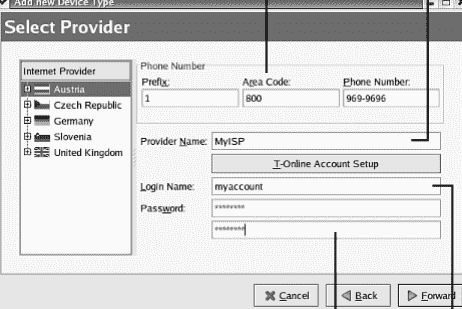 Add new Device Type
Select Provider
Internet Provider
Austria
Czech Republic
Germany
Slovenia
United Kingdom
Phone Number
Prefix: Area Code: Phone Number:
1 800 969-9696
Provider Name: MyISP
T-Online Account Setup
Login Name: myaccount
Password: ********
********
Cancel Back Forward